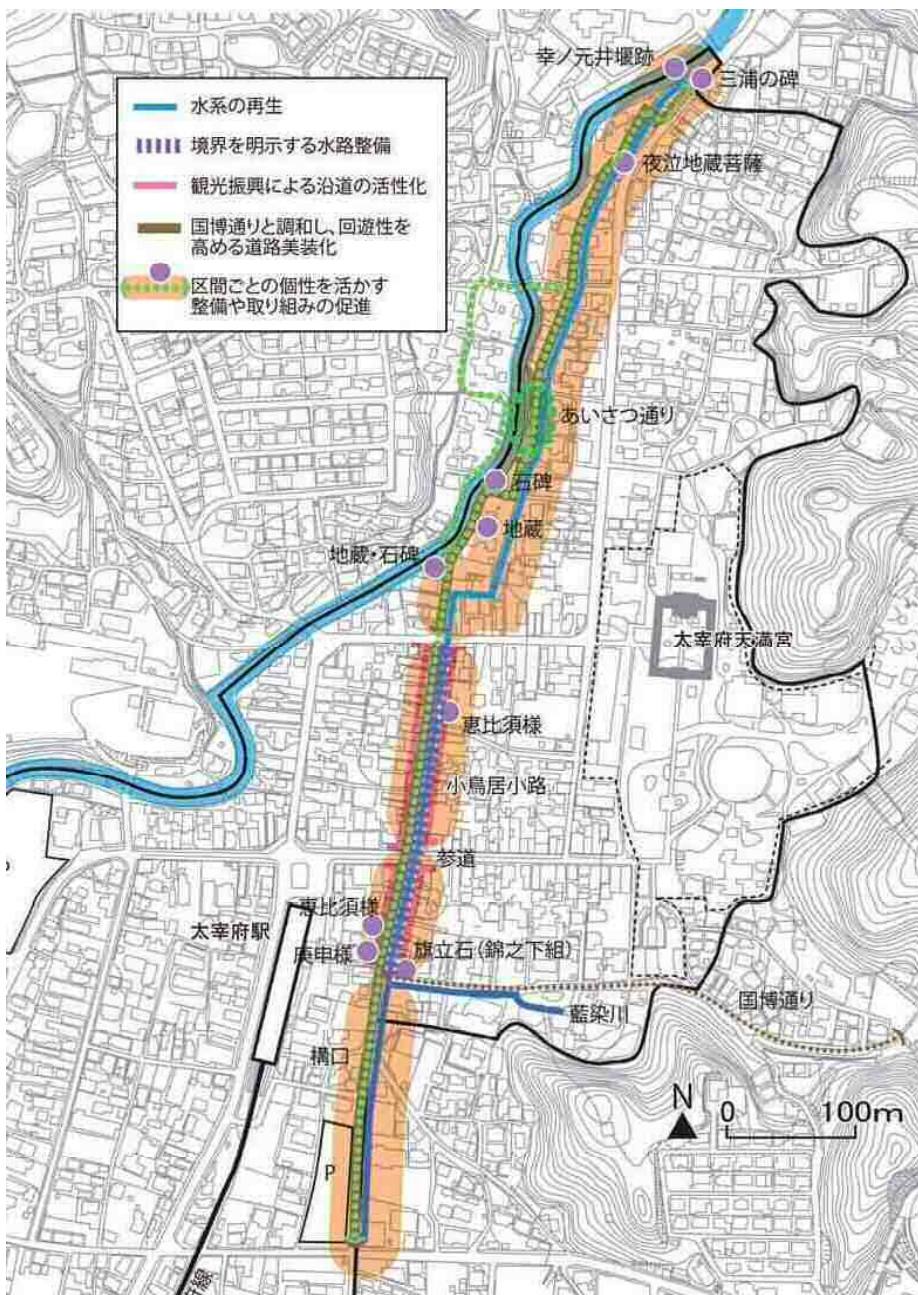 幸ノ元井堰跡
三浦の碑
水系の再生
境界を明示する水路整備
観光振興による沿道の活性化
国博通りと調和し、回遊性を
高める道路美装化
区間ごとの個性を活かす
整備や取り組みの促進
夜泣地蔵菩薩
あいさつ通り
石碑
地蔵
地蔵・石碑
太宰府天満宮
恵比須様
小鳥居小路
参道
恵比須様
太宰府駅
庚申様
旗立石(錦之下組)
国博通り
藍染川
構口
N
0 100m
P
線